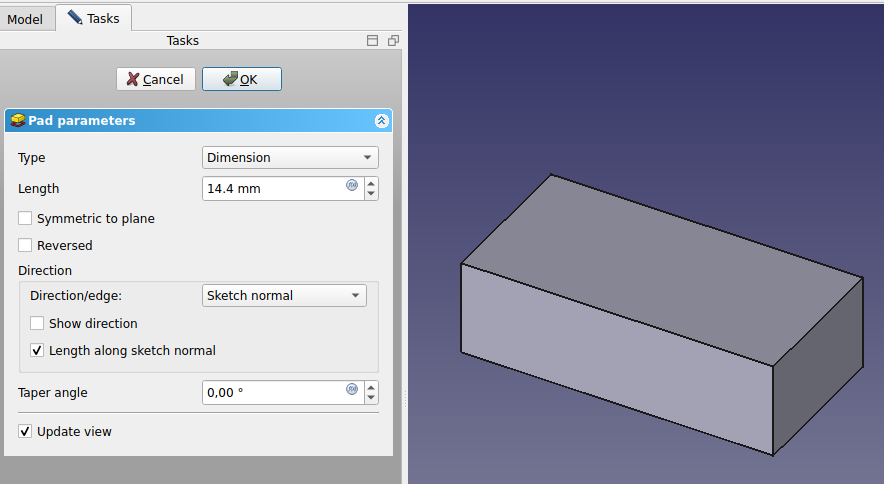 Model
Tasks
Tasks
Cancel
OK
Pad parameters
Type
Dimension
Length
14.4 mm
Symmetric to plane
Reversed
Direction
Direction/edge:
Sketch normal
Show direction
Length along sketch normal
Taper angle
0,00 °
Update view